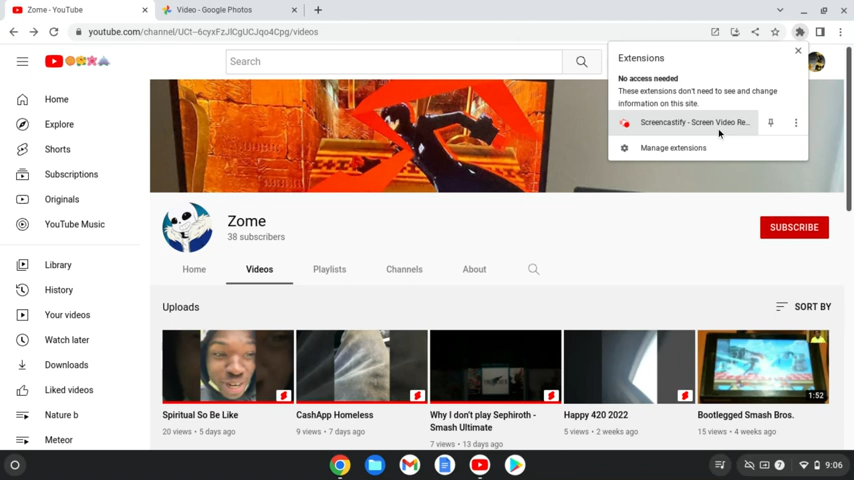 Zome - YouTube
Video - Google Photos
youtube.com/channel/UCt--6cyxFzJlCgUCJqo4Cpg/videos
Search
Extensions
No access needed
These extensions don't need to see and change
information on this site.
Screencastify - Screen Video Re...
Manage extensions
Home
Explore
Shorts
Subscriptions
Originals
YouTube Music
Library
History
Your videos
Watch later
Downloads
Liked videos
Nature b
Meteor
Zome
38 subscribers
SUBSCRIBE
Home
Videos
Playlists
Channels
About
Uploads
SORT BY
1:52
Spiritual So Be Like
20 views • 5 days ago
CashApp Homeless
9 views • 7 days ago
Why I don't play Sephiroth -
Smash Ultimate
7 views • 13 days ago
Happy 420 2022
5 views • 2 weeks ago
Bootlegged Smash Bros.
15 views • 4 weeks ago
7
9:06